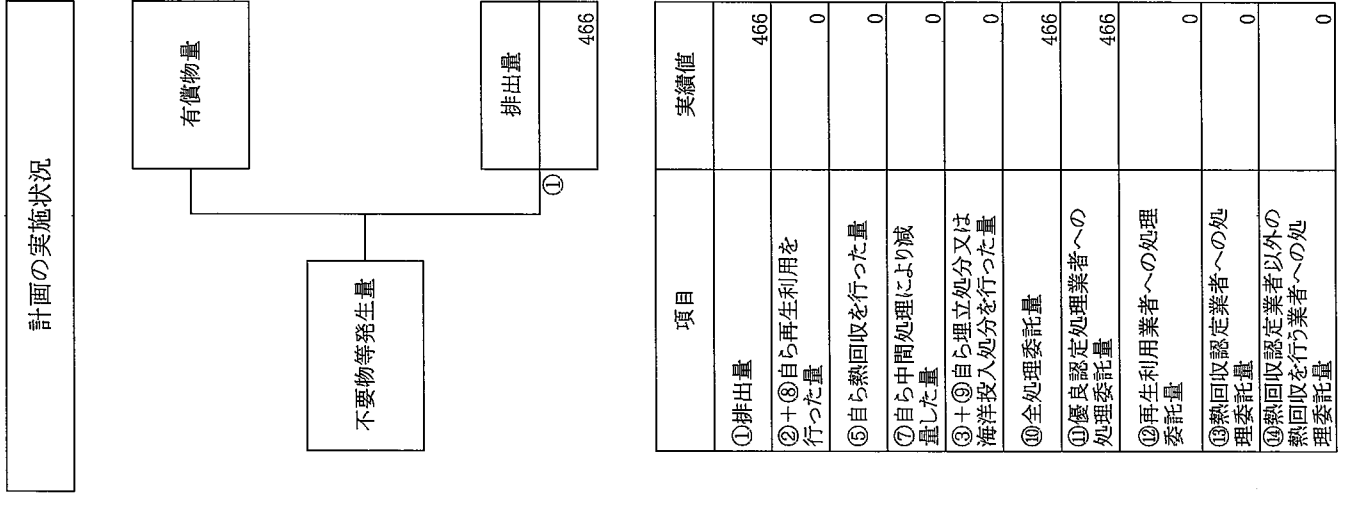 計画の実施状況
有償物量
不要物等発生量
排出量
①
466
項目
実績値
①排出量
466
②+⑧自ら再生利用を
行った量
0
⑤自ら熱回収を行った量
0
⑦自ら中間処理により減
量した量
0
③+⑨自ら埋立処分又は
海洋投入処分を行った量
0
⑩全処理委託量
466
⑪優良認定処理業者への
処理委託量
466
⑫再生利用業者への処理
委託量
0
⑬熱回収認定業者への処
理委託量
0
⑭熱回収認定業者以外の
熱回収を行う業者への処
理委託量
0